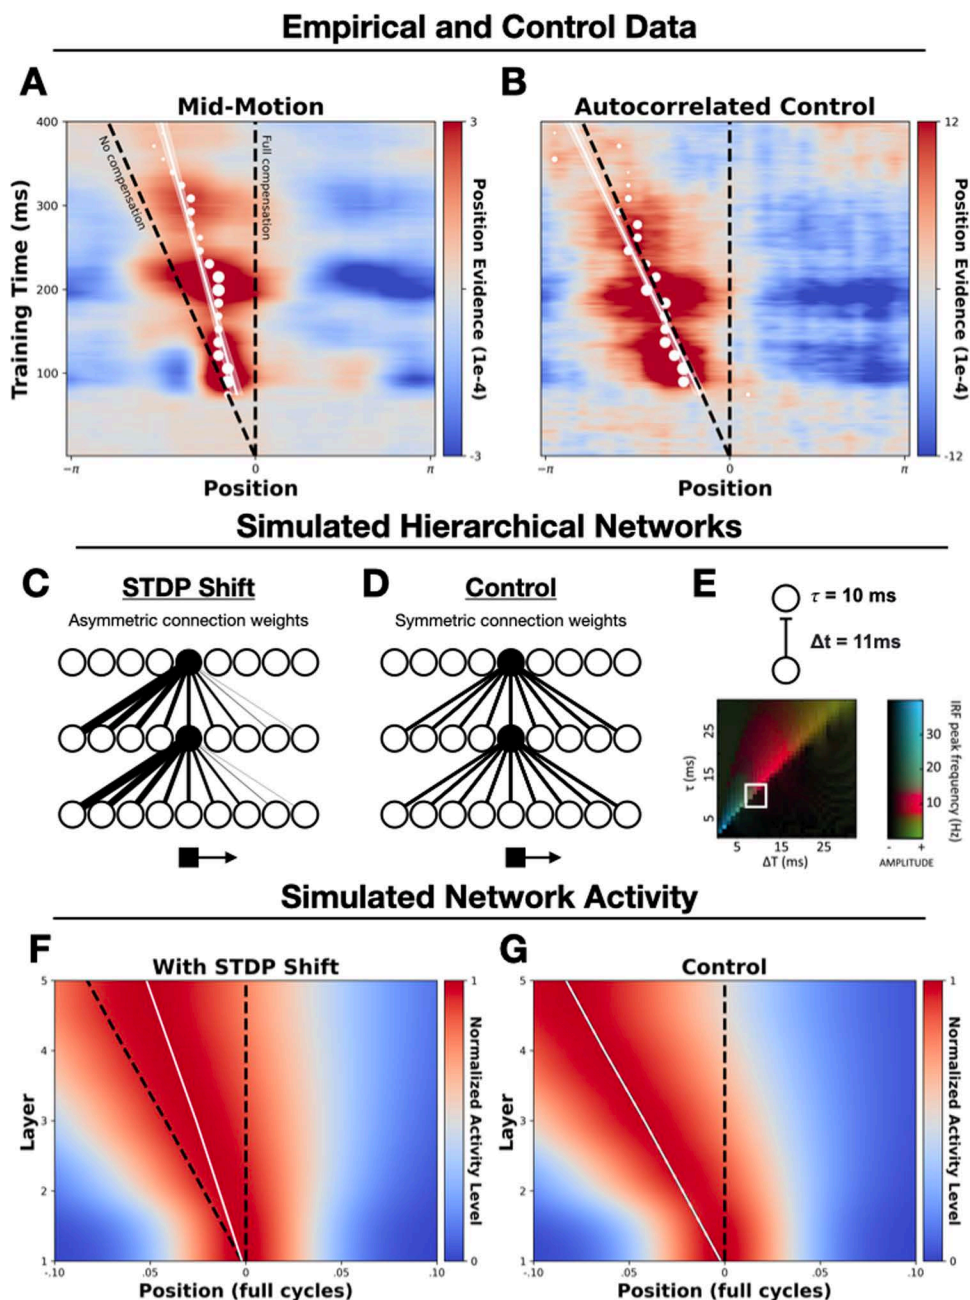 Empirical and Control Data
A
B
Mid-Motion
Autocorrelated Control
400
300
200
100
Training Time (ms)
No compensation
Full compensation
3
-3
Position Evidence (1e-4)
12
-12
Position Evidence (1e-4)
−π
0
π
Position
−π
0
π
Position
Simulated Hierarchical Networks
C
STDP Shift
Asymmetric connection weights
D
Control
Symmetric connection weights
E
τ = 10 ms
Δt = 11ms
25
15
5
τ (ms)
5
15
25
ΔT (ms)
30
20
10
IRF peak frequency (Hz)
- +
AMPLITUDE
Simulated Network Activity
F
With STDP Shift
G
Control
5
4
3
2
1
Layer
-.10
.05
0
.05
.10
Position (full cycles)
1
0
Normalized Activity Level
5
4
3
2
1
Layer
-.10
.05
0
.05
.10
Position (full cycles)
1
0
Normalized Activity Level